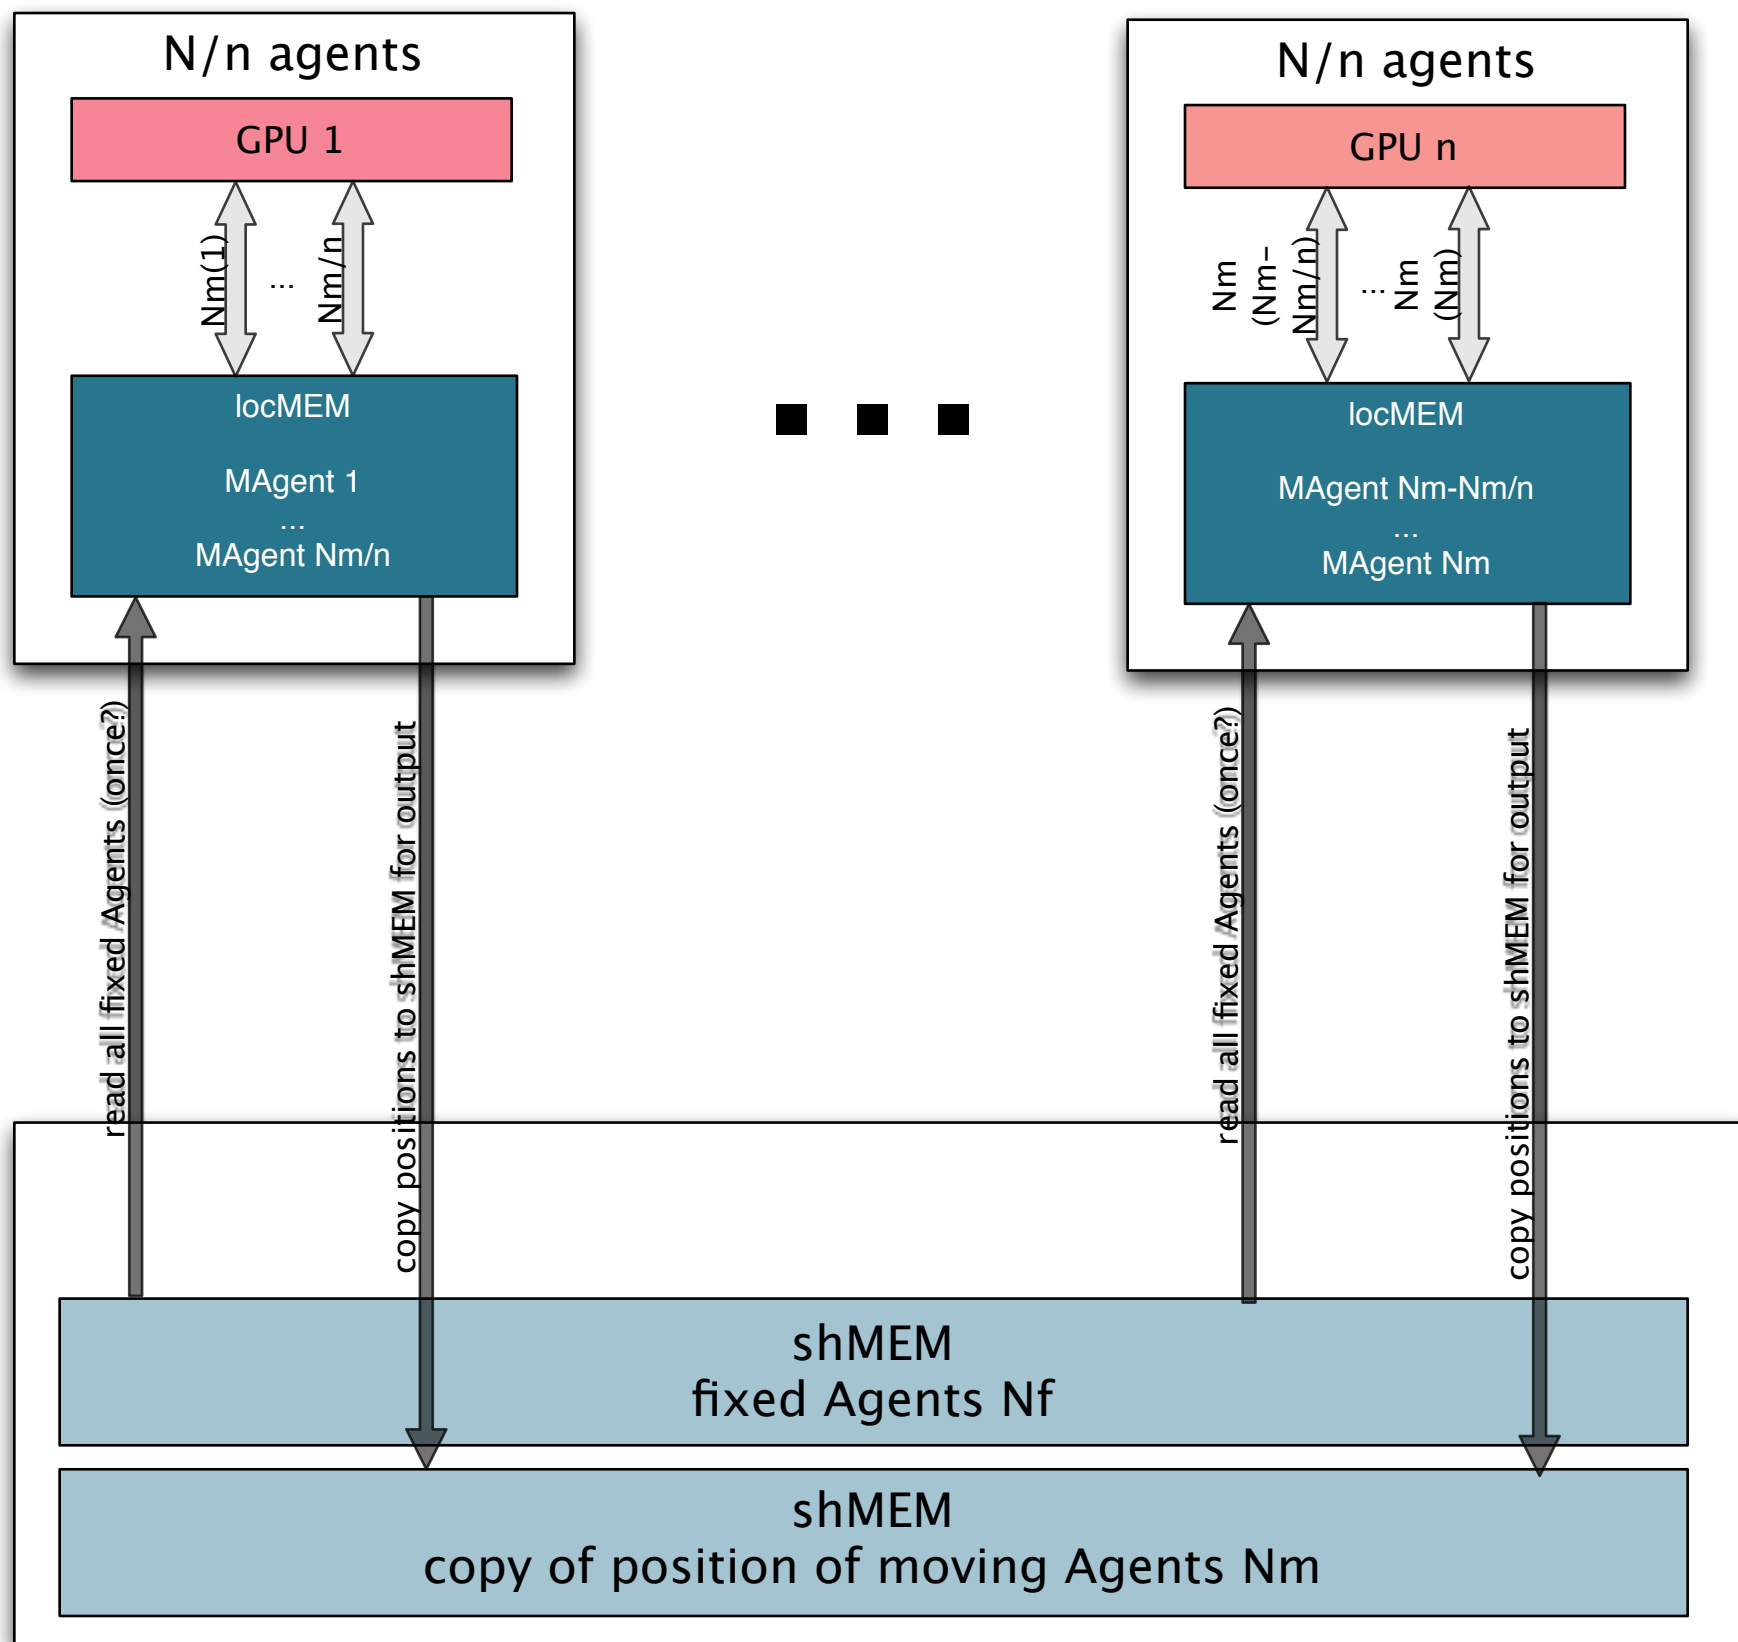 N/n agents
GPU 1
Nm(1)
...
Nm/n
locMEM
MAgent 1
...
MAgent Nm/n
read all fixed Agents (once?)
copy positions to shMEM for output
N/n agents
GPU n
Nm
(Nm-
Nm/n)
...
Nm
(Nm)
locMEM
MAgent Nm-Nm/n
...
MAgent Nm
read all fixed Agents (once?)
copy positions to shMEM for output
shMEM
fixed Agents Nf
shMEM
copy of position of moving Agents Nm